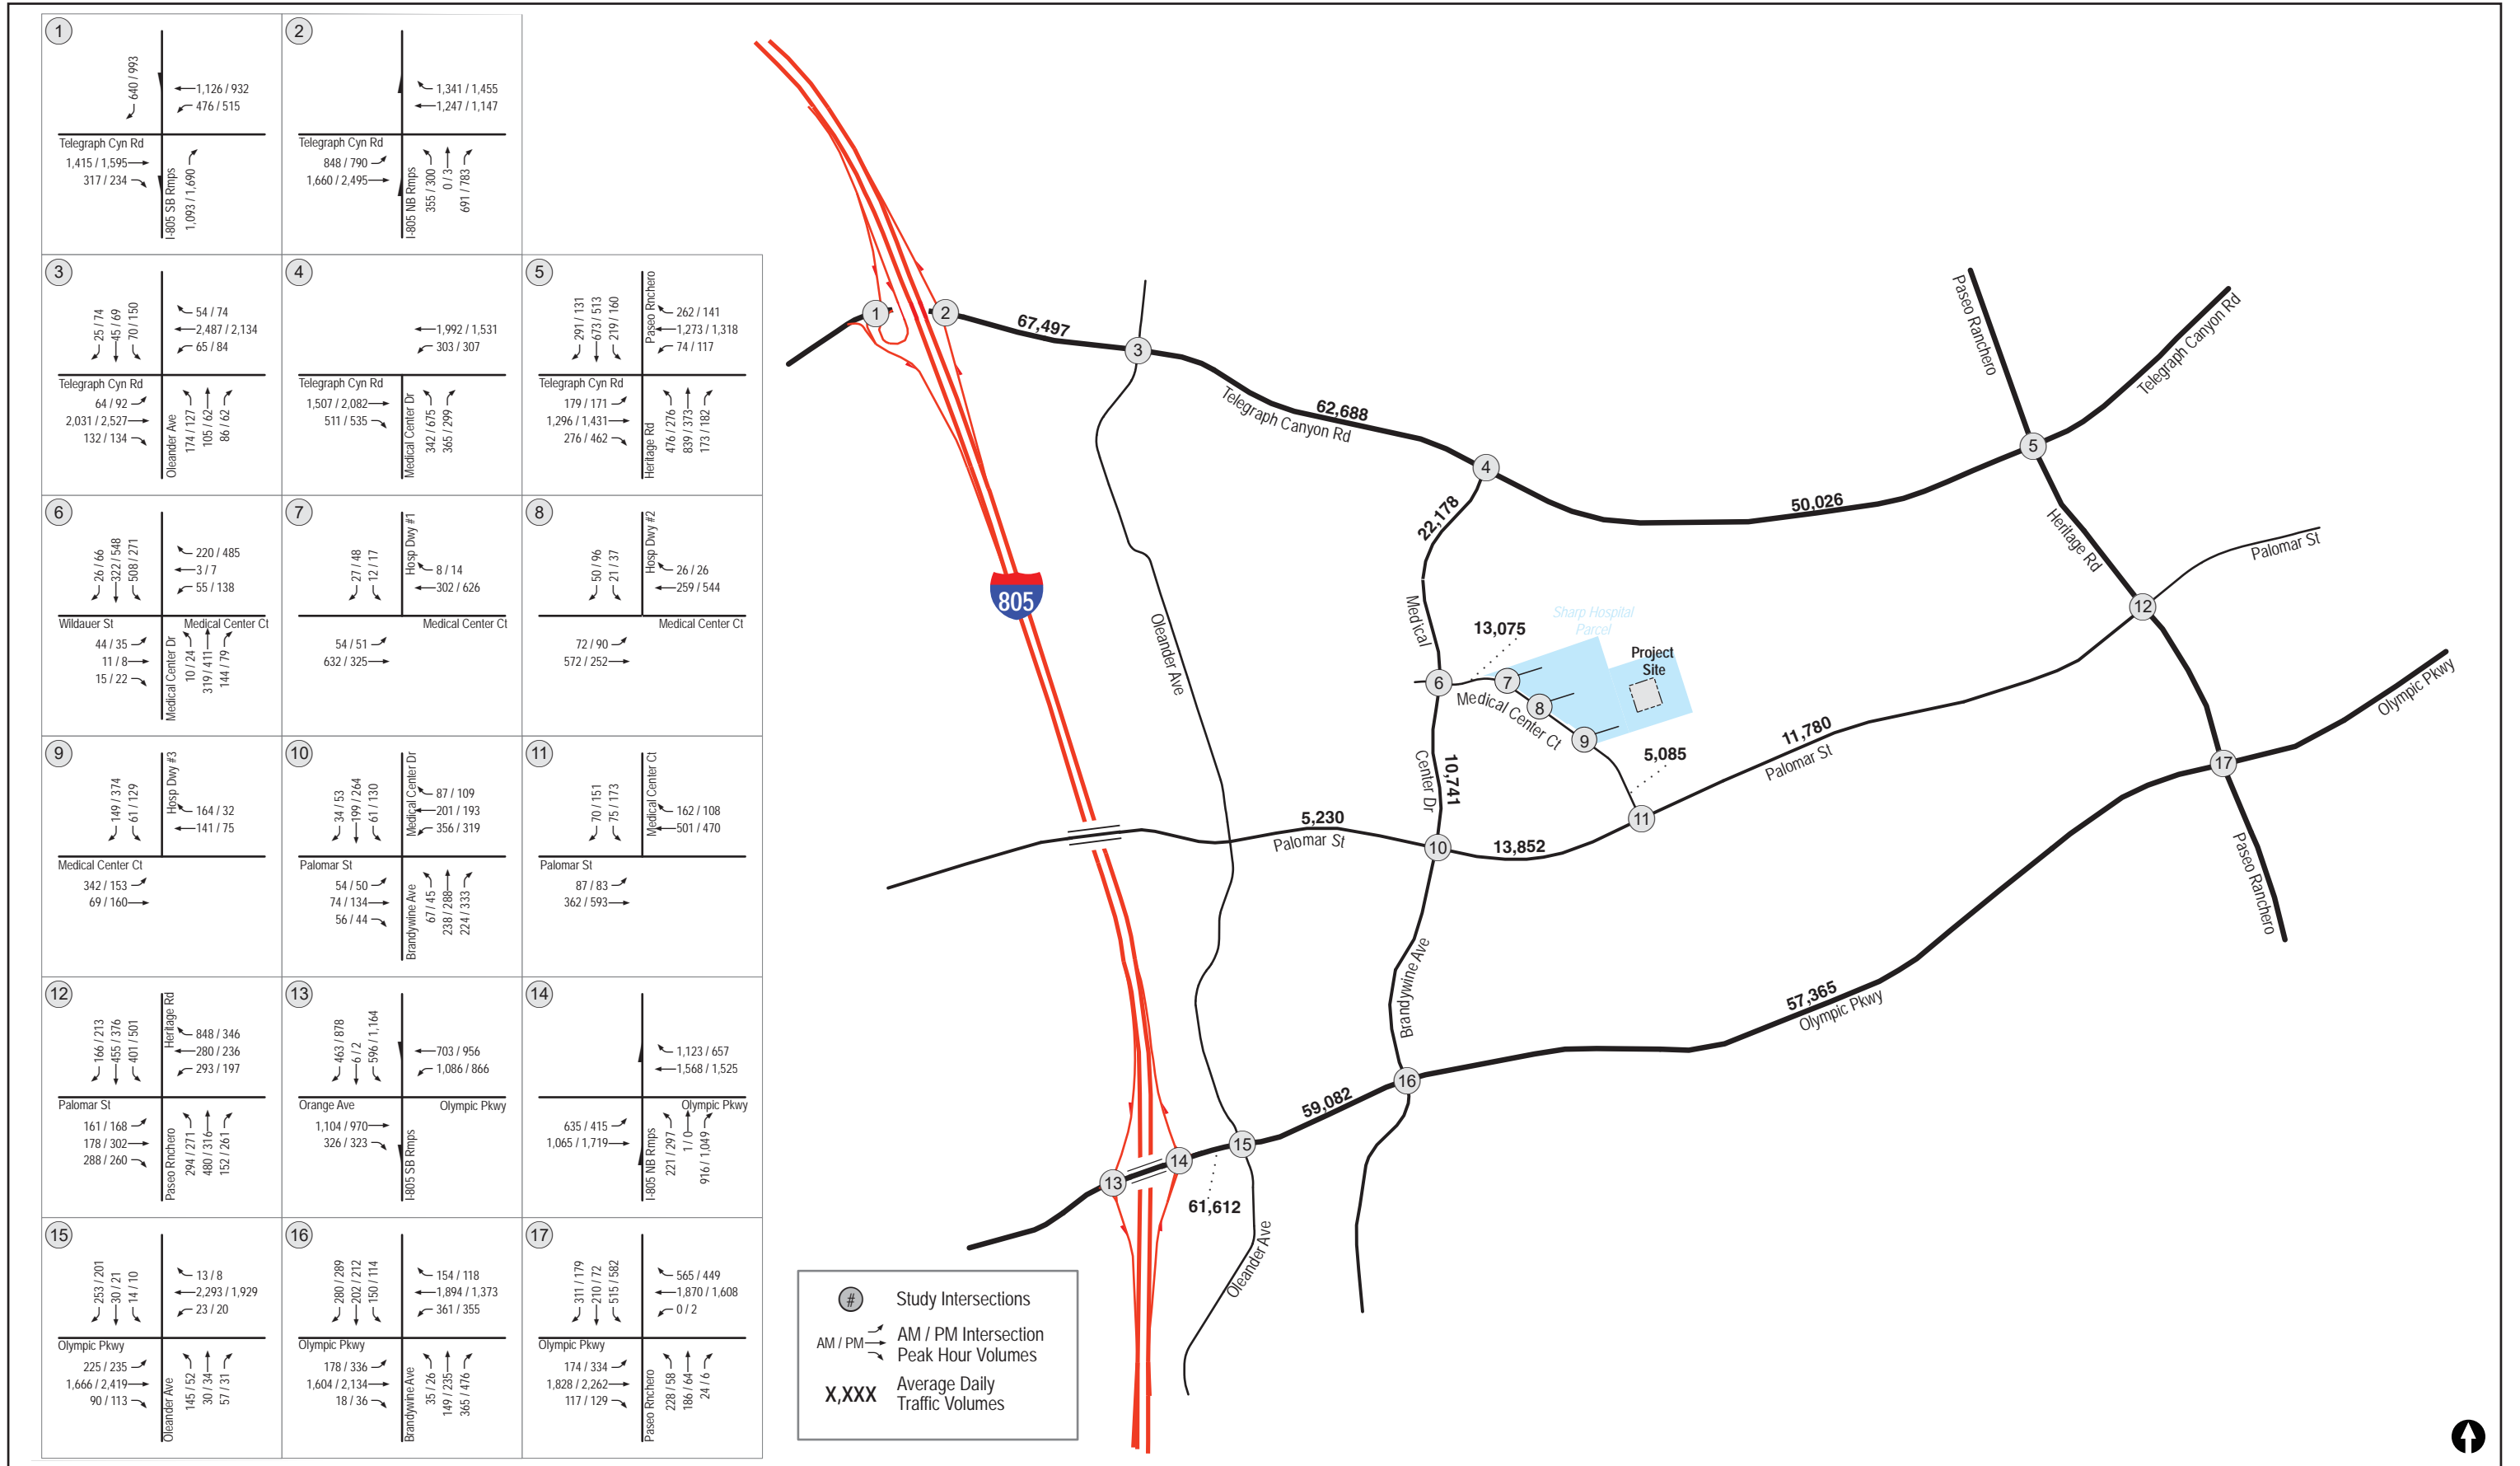 1
640 / 993
1,126 / 932
476 / 515
Telegraph Cyn Rd
1,415 / 1,595
317 / 234
I-805 SB Rmps
1,093 / 1,690
2
1,341 / 1,455
1,247 / 1,147
Telegraph Cyn Rd
848 / 790
1,660 / 2,495
I-805 NB Rmps
355 / 300
0 / 3
691 / 783
3
25 / 74
45 / 69
70 / 150
54 / 74
2,487 / 2,134
65 / 84
Telegraph Cyn Rd
64 / 92
2,031 / 2,527
132 / 134
Oleander Ave
174 / 127
105 / 62
86 / 62
4
1,992 / 1,531
303 / 307
Telegraph Cyn Rd
1,507 / 2,082
511 / 535
Medical Center Dr
342 / 675
365 / 299
5
291 / 131
673 / 513
219 / 160
Paseo Rnchero
262 / 141
1,273 / 1,318
74 / 117
Telegraph Cyn Rd
179 / 171
1,296 / 1,431
276 / 462
Heritage Rd
476 / 276
839 / 373
173 / 182
6
26 / 66
322 / 548
508 / 271
220 / 485
3 / 7
55 / 138
Wildauer St
Medical Center Ct
44 / 35
11 / 8
15 / 22
Medical Center Dr
10 / 24
319 / 411
144 / 79
7
27 / 48
12 / 17
Hosp Dwy #1
8 / 14
302 / 626
Medical Center Ct
54 / 51
632 / 325
8
50 / 96
21 / 37
Hosp Dwy #2
26 / 26
259 / 544
Medical Center Ct
72 / 90
572 / 252
9
149 / 374
61 / 129
Hosp Dwy #3
164 / 32
141 / 75
Medical Center Ct
342 / 153
69 / 160
10
34 / 53
199 / 264
61 / 130
Medical Center Dr
87 / 109
201 / 193
356 / 319
Palomar St
54 / 50
74 / 134
56 / 44
Brandywine Ave
67 / 45
238 / 288
224 / 333
11
70 / 151
75 / 173
Medical Center Ct
162 / 108
501 / 470
Palomar St
87 / 83
362 / 593
12
166 / 213
455 / 376
401 / 501
Heritage Rd
848 / 346
280 / 236
293 / 197
Palomar St
161 / 168
178 / 302
288 / 260
Paseo Rnchero
294 / 271
480 / 316
152 / 261
13
463 / 878
6 / 2
596 / 1,164
703 / 956
1,086 / 866
Orange Ave
Olympic Pkwy
1,104 / 970
326 / 323
I-805 SB Rmps
14
1,123 / 657
1,568 / 1,525
Olympic Pkwy
635 / 415
1,065 / 1,719
I-805 NB Rmps
221 / 297
1 / 0
916 / 1,049
15
253 / 201
30 / 21
14 / 10
13 / 8
2,293 / 1,929
23 / 20
Olympic Pkwy
225 / 235
1,666 / 2,419
90 / 113
Oleander Ave
145 / 52
30 / 34
57 / 31
16
280 / 289
202 / 212
150 / 114
154 / 118
1,894 / 1,373
361 / 355
Olympic Pkwy
178 / 336
1,604 / 2,134
18 / 36
Brandywine Ave
35 / 26
149 / 235
365 / 476
17
311 / 179
210 / 72
515 / 582
565 / 449
1,870 / 1,608
0 / 2
Olympic Pkwy
174 / 334
1,828 / 2,262
117 / 129
Paseo Rnchero
228 / 58
186 / 64
24 / 6
1
2
67,497
3
Telegraph Canyon Rd
62,688
4
22,178
50,026
5
Paseo Ranchero
Telegraph Canyon Rd
Heritage Rd
Palomar St
12
805
Oleander Ave
Medical
Center Dr
Sharp Hospital
Parcel
Project
Site
13,075
6
7
8
9
Medical Center Ct
10,741
5,085
11,780
Palomar St
11
5,230
Palomar St
10
13,852
17
Olympic Pkwy
Paseo Ranchero
Brandywine Ave
57,365
Olympic Pkwy
16
59,082
15
14
13
61,612
Oleander Ave
# Study Intersections
AM / PM
AM / PM Intersection
Peak Hour Volumes
X,XXX
Average Daily
Traffic Volumes